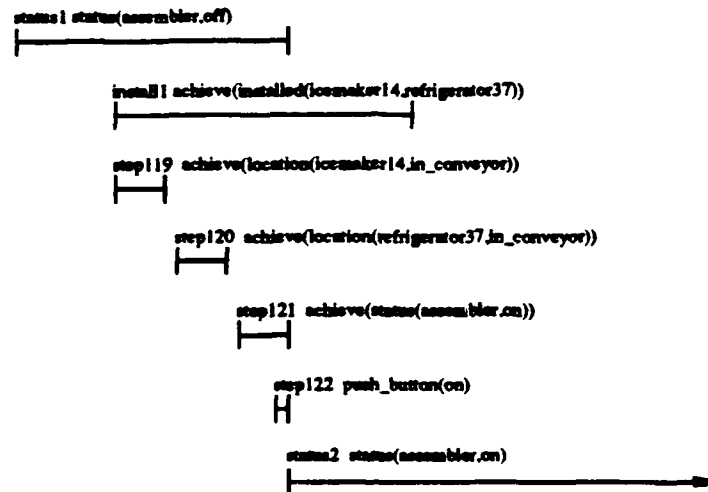 status1 status(assembler,off)
install1 achieve(installed(icemaker14,refrigerator37))
step119 achieve(location(icemaker14,in_conveyor))
step120 achieve(location(refrigerator37,in_conveyor))
step121 achieve(status(assembler,on))
step122 push_button(on)
status2 status(assembler,on)